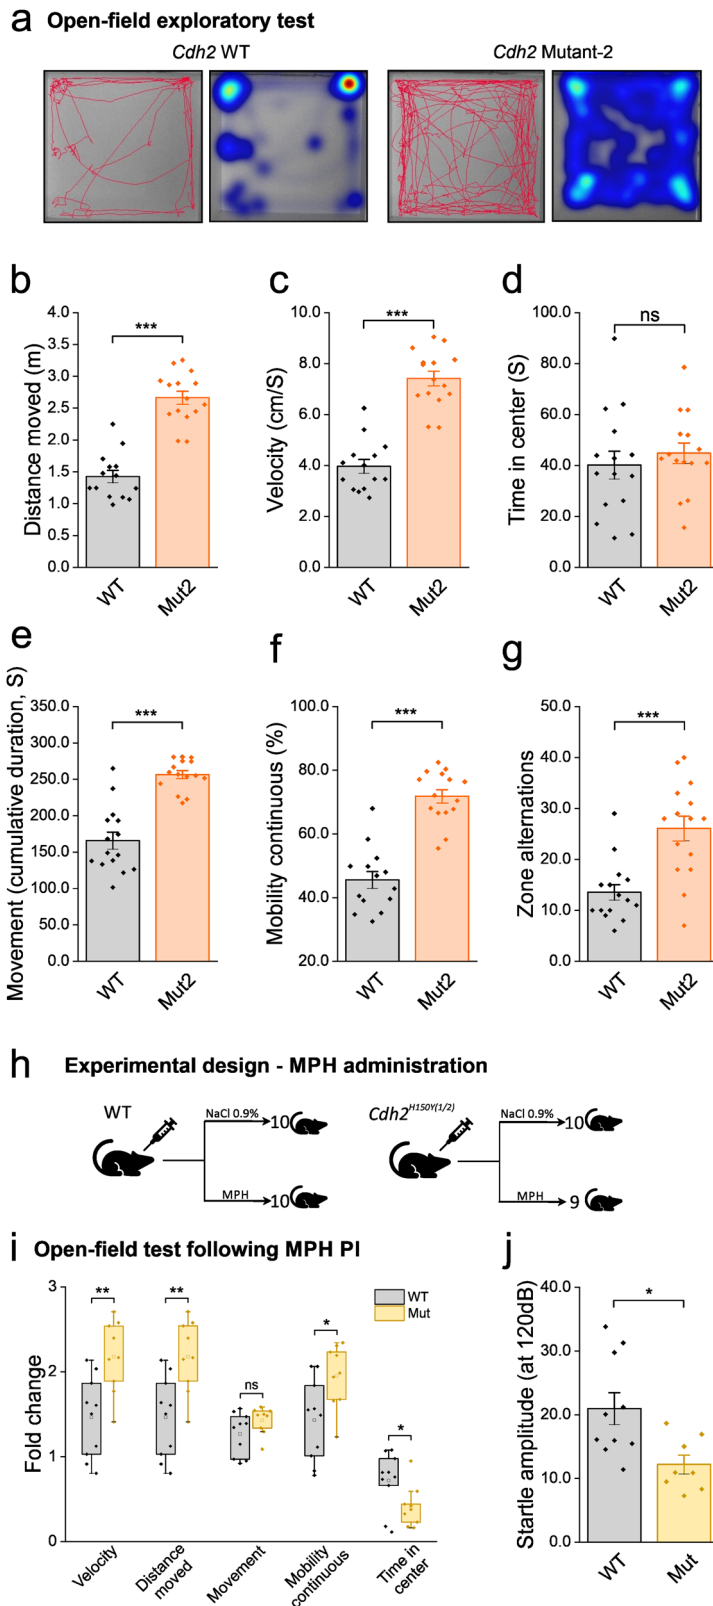 a Open-field exploratory test
Cdh2 WT
Cdh2 Mutant-2
b
Distance moved (m)
4.0
3.5
3.0
2.5
2.0
1.5
1.0
0.5
0.0
***
WT
Mut2
c
Velocity (cm/S)
10.0
8.0
6.0
4.0
2.0
0.0
***
WT
Mut2
d
Time in center (S)
100.0
80.0
60.0
40.0
20.0
0.0
ns
WT
Mut2
e
Movement (cumulative duration, S)
350.0
300.0
250.0
200.0
150.0
100.0
50.0
0.0
***
WT
Mut2
f
Mobility continuous (%)
100.0
80.0
60.0
40.0
20.0
***
WT
Mut2
g
Zone alternations
50.0
40.0
30.0
20.0
10.0
0.0
***
WT
Mut2
h Experimental design - MPH administration
WT
NaCl 0.9%
10
MPH
10
Cdh2H150Y(1/2)
NaCl 0.9%
10
MPH
9
i Open-field test following MPH PI
Fold change
3
2
1
0
**
**
ns
*
*
WT
Mut
Velocity
Distance
moved
Movement
Mobility
continuous
Time in
center
j
Startle amplitude (at 120dB)
40.0
30.0
20.0
10.0
0.0
*
WT
Mut